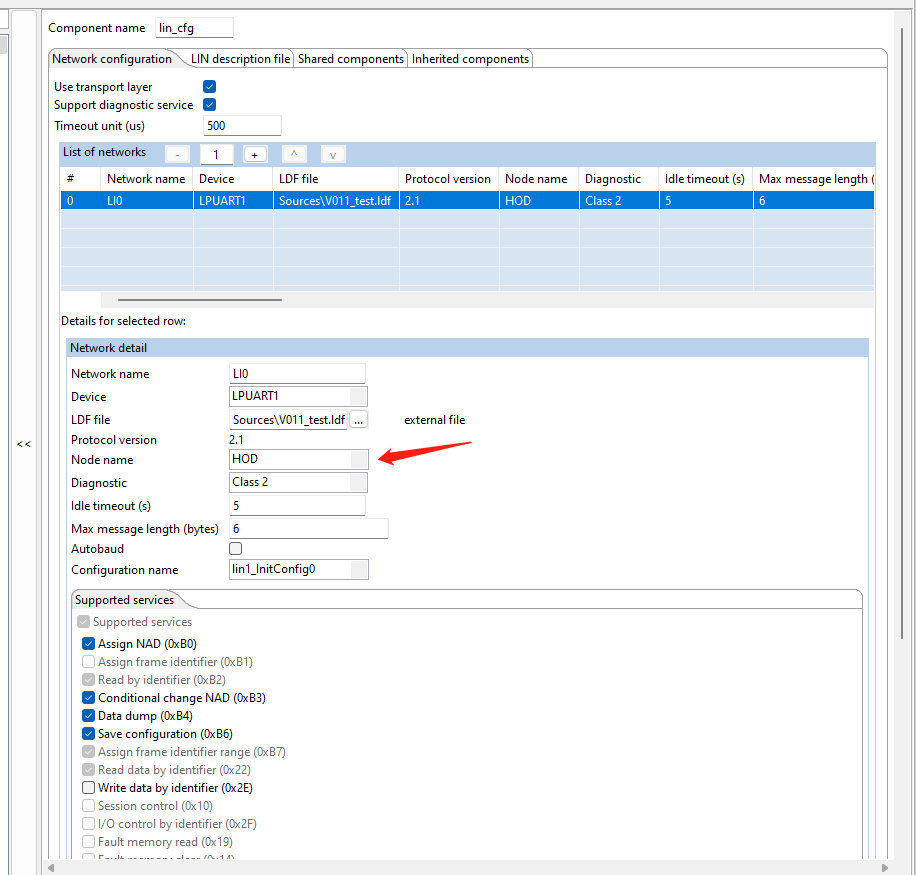 Component name lin_cfg
Network configuration LIN description file Shared components Inherited components
Use transport layer
Support diagnostic service
Timeout unit (us) 500
List of networks - 1 + ^ v
# Network name Device LDF file Protocol version Node name Diagnostic Idle timeout (s) Max message length (
0 LI0 LPUART1 Sources\V011_test.ldf 2.1 HOD Class 2 5 6
Details for selected row:
Network detail
Network name LI0
Device LPUART1
LDF file Sources\V011_test.ldf ... external file
Protocol version 2.1
<< 
Node name HOD
Diagnostic Class 2
Idle timeout (s) 5
Max message length (bytes) 6
Autobaud
Configuration name lin1_InitConfig0
Supported services
Supported services
Assign NAD (0xB0)
Assign frame identifier (0xB1)
Read by identifier (0xB2)
Conditional change NAD (0xB3)
Data dump (0xB4)
Save configuration (0xB6)
Assign frame identifier range (0xB7)
Read data by identifier (0x22)
Write data by identifier (0x2E)
Session control (0x10)
I/O control by identifier (0x2F)
Fault memory read (0x19)
Fault memory clear (0x14)